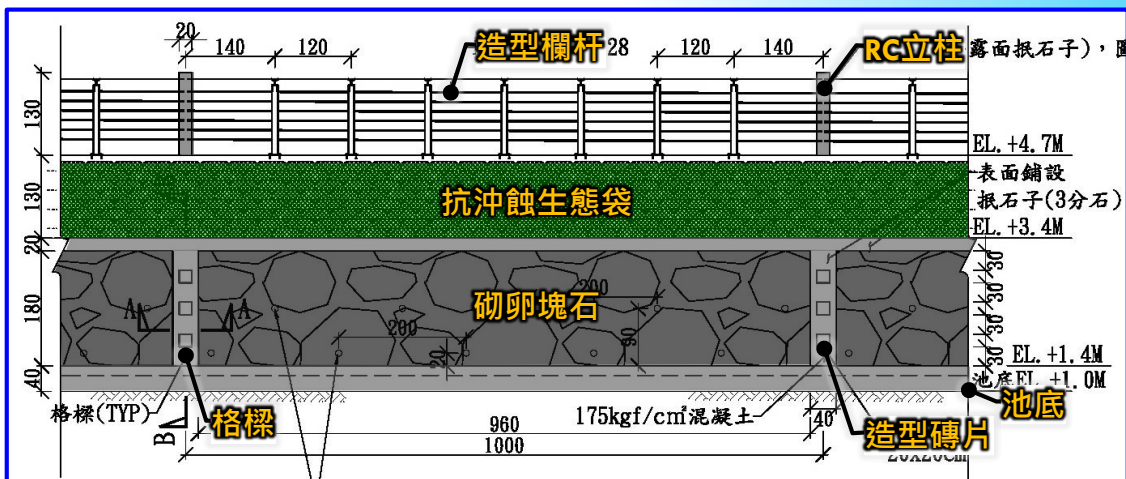 20
140
120
造型欄杆
28
120
140
RC立柱
露面抿石子)，
130
EL. +4.7M
表面鋪設
抿石子(3分石)
130
抗沖蝕生態袋
EL. +3.4M
20
180
砌卵塊石
200
200
A
A
90
20
30
30
30
30
EL. +1.4M
40
池底EL. +1.0M
格樑(TYP)
格樑
B
175kgf/c㎡混凝土
池底
960
40
造型磚片
1000
20x20cm